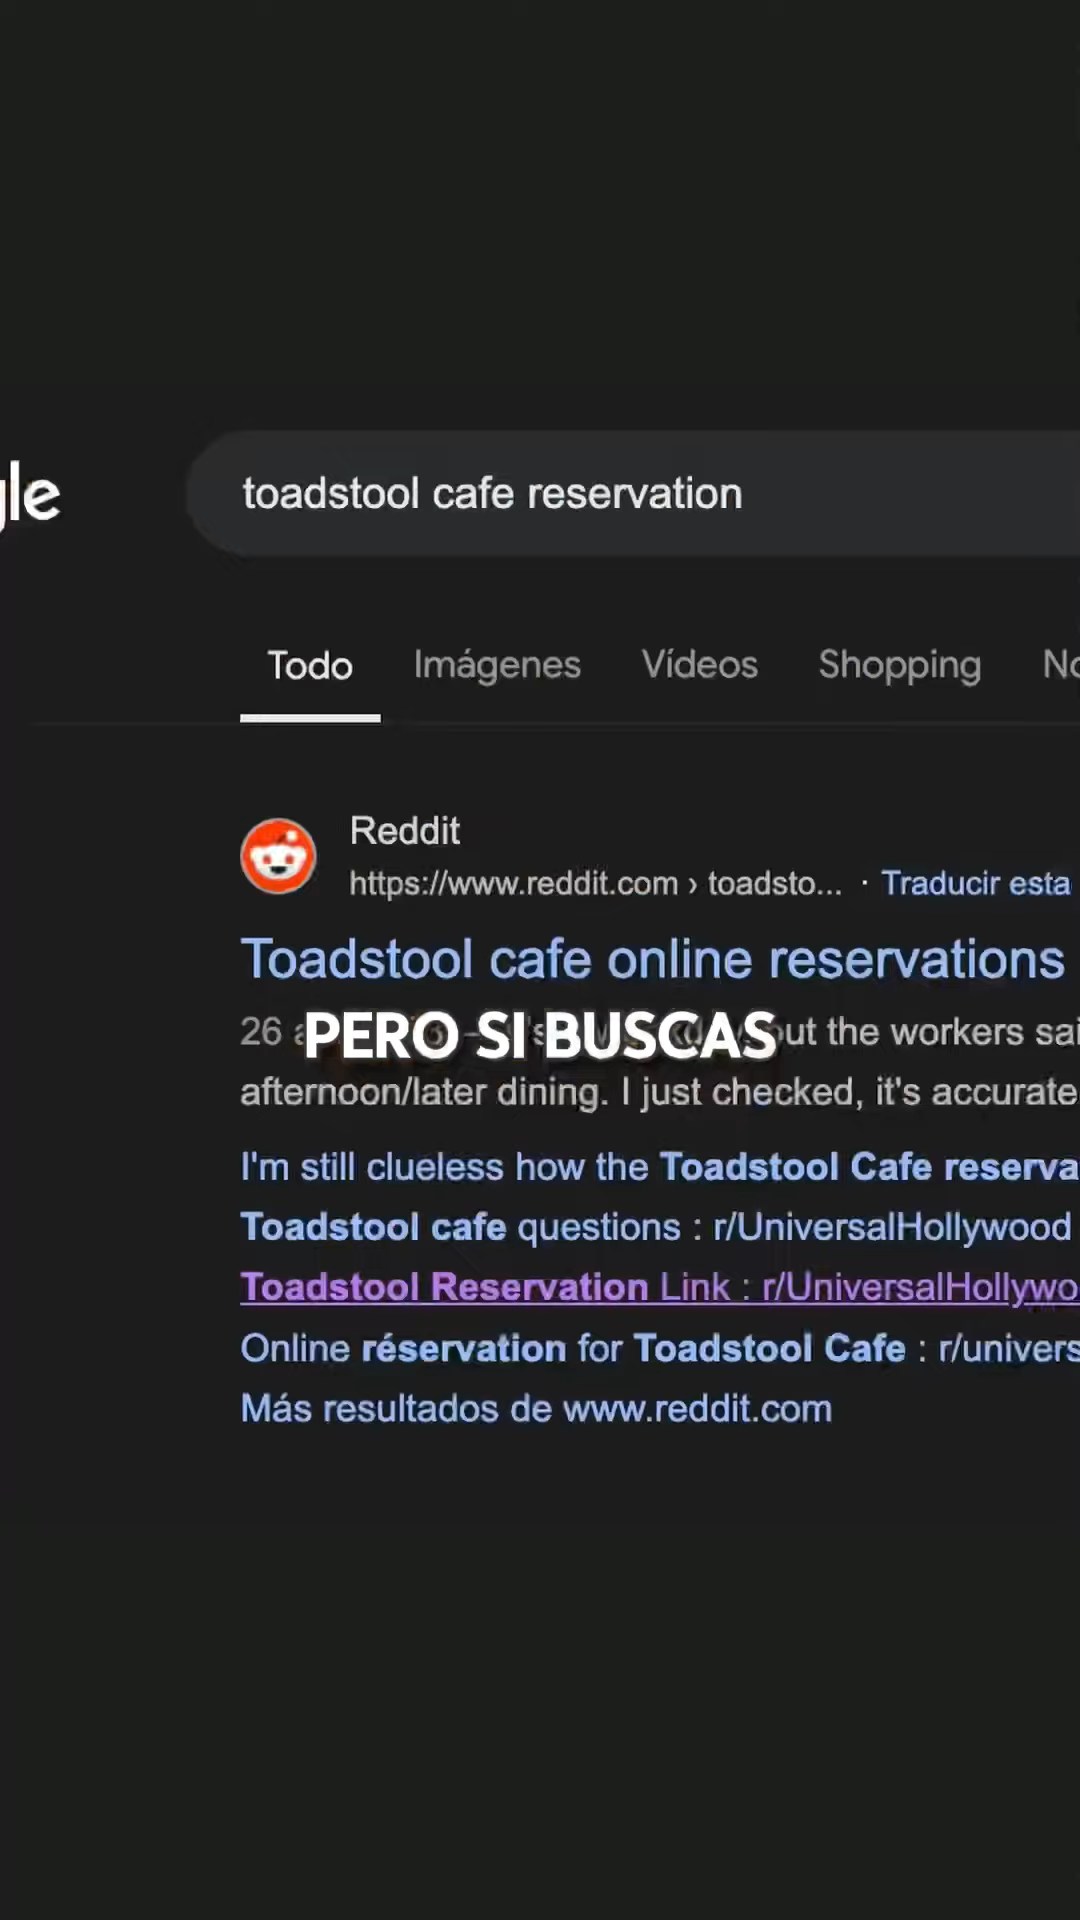 gle
toadstool cafe reservation
Todo Imágenes Vídeos Shopping No
Reddit
https://www.reddit.com › toadsto... · Traducir esta
Toadstool cafe online reservations
PERO SI BUSCAS
26 but the workers sai
afternoon/later dining. I just checked, it's accurate
I'm still clueless how the Toadstool Cafe reserva
Toadstool cafe questions : r/UniversalHollywood
Toadstool Reservation Link : r/UniversalHollywo
Online réservation for Toadstool Cafe : r/univers
Más resultados de www.reddit.com